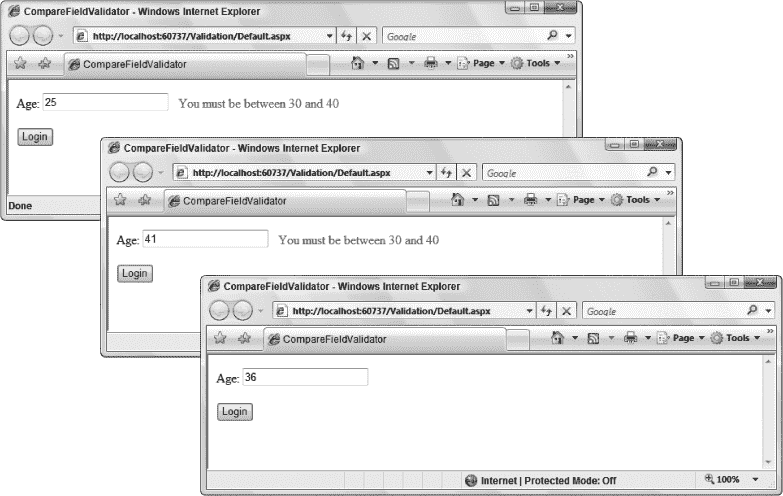 CompareFieldValidator - Windows Internet Explorer
http://localhost:60737/Validation/Default.aspx
Google
CompareFieldValidator
Page
Tools
»
Age: 25 You must be between 30 and 40
Login
Done
CompareFieldValidator - Windows Internet Explorer
http://localhost:60737/Validation/Default.aspx
Google
CompareFieldValidator
Page
Tools
»
Age: 41 You must be between 30 and 40
Login
CompareFieldValidator - Windows Internet Explorer
http://localhost:60737/Validation/Default.aspx
Google
CompareFieldValidator
Page
Tools
»
Age: 36
Login
Internet | Protected Mode: Off 100%